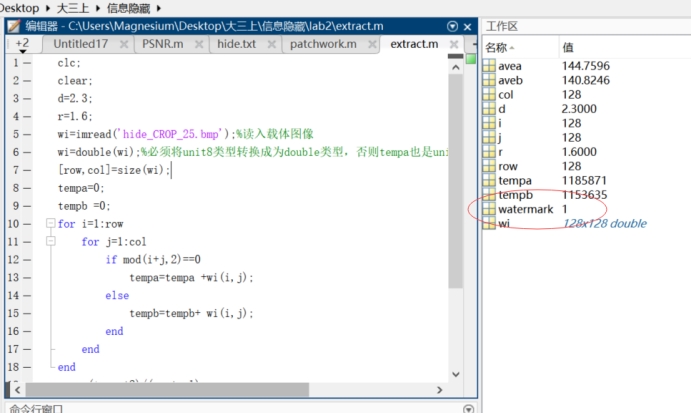 Desktop ▸ 大三上 ▸ 信息隐藏 ▸
编辑器 - C:\Users\Magnesium\Desktop\大三上\信息隐藏\lab2\extract.m
+2 Untitled17 PSNR.m hide.txt patchwork.m extract.m
1 — clc;
2 — clear;
3 — d=2.3;
4 — r=1.6;
5 — wi=imread('hide_CROP_25.bmp');%读入载体图像
6 — wi=double(wi);%必须将unit8类型转换成为double类型，否则tempa也是uni
7 — [row,col]=size(wi);
8 — tempa=0;
9 — tempb =0;
10 — for i=1:row
11 — for j=1:col
12 — if mod(i+j,2)==0
13 — tempa=tempa +wi(i,j);
14 — else
15 — tempb=tempb+ wi(i,j);
16 — end
17 — end
18 — end
命令行窗口
工作区
名称 值
avea 144.7596
aveb 140.8246
col 128
d 2.3000
i 128
j 128
r 1.6000
row 128
tempa 1185871
tempb 1153635
watermark 1
wi 128x128 double